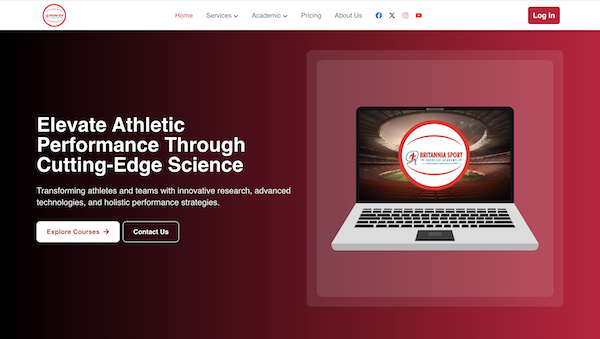 Home
Services
Academic
Pricing
About Us
Log in
Elevate Athletic
Performance Through
Cutting-Edge Science
Transforming athletes and teams with innovative research, advanced
technologies, and holistic performance strategies.
Explore Courses →
Contact Us
BRITANNIA SPORT